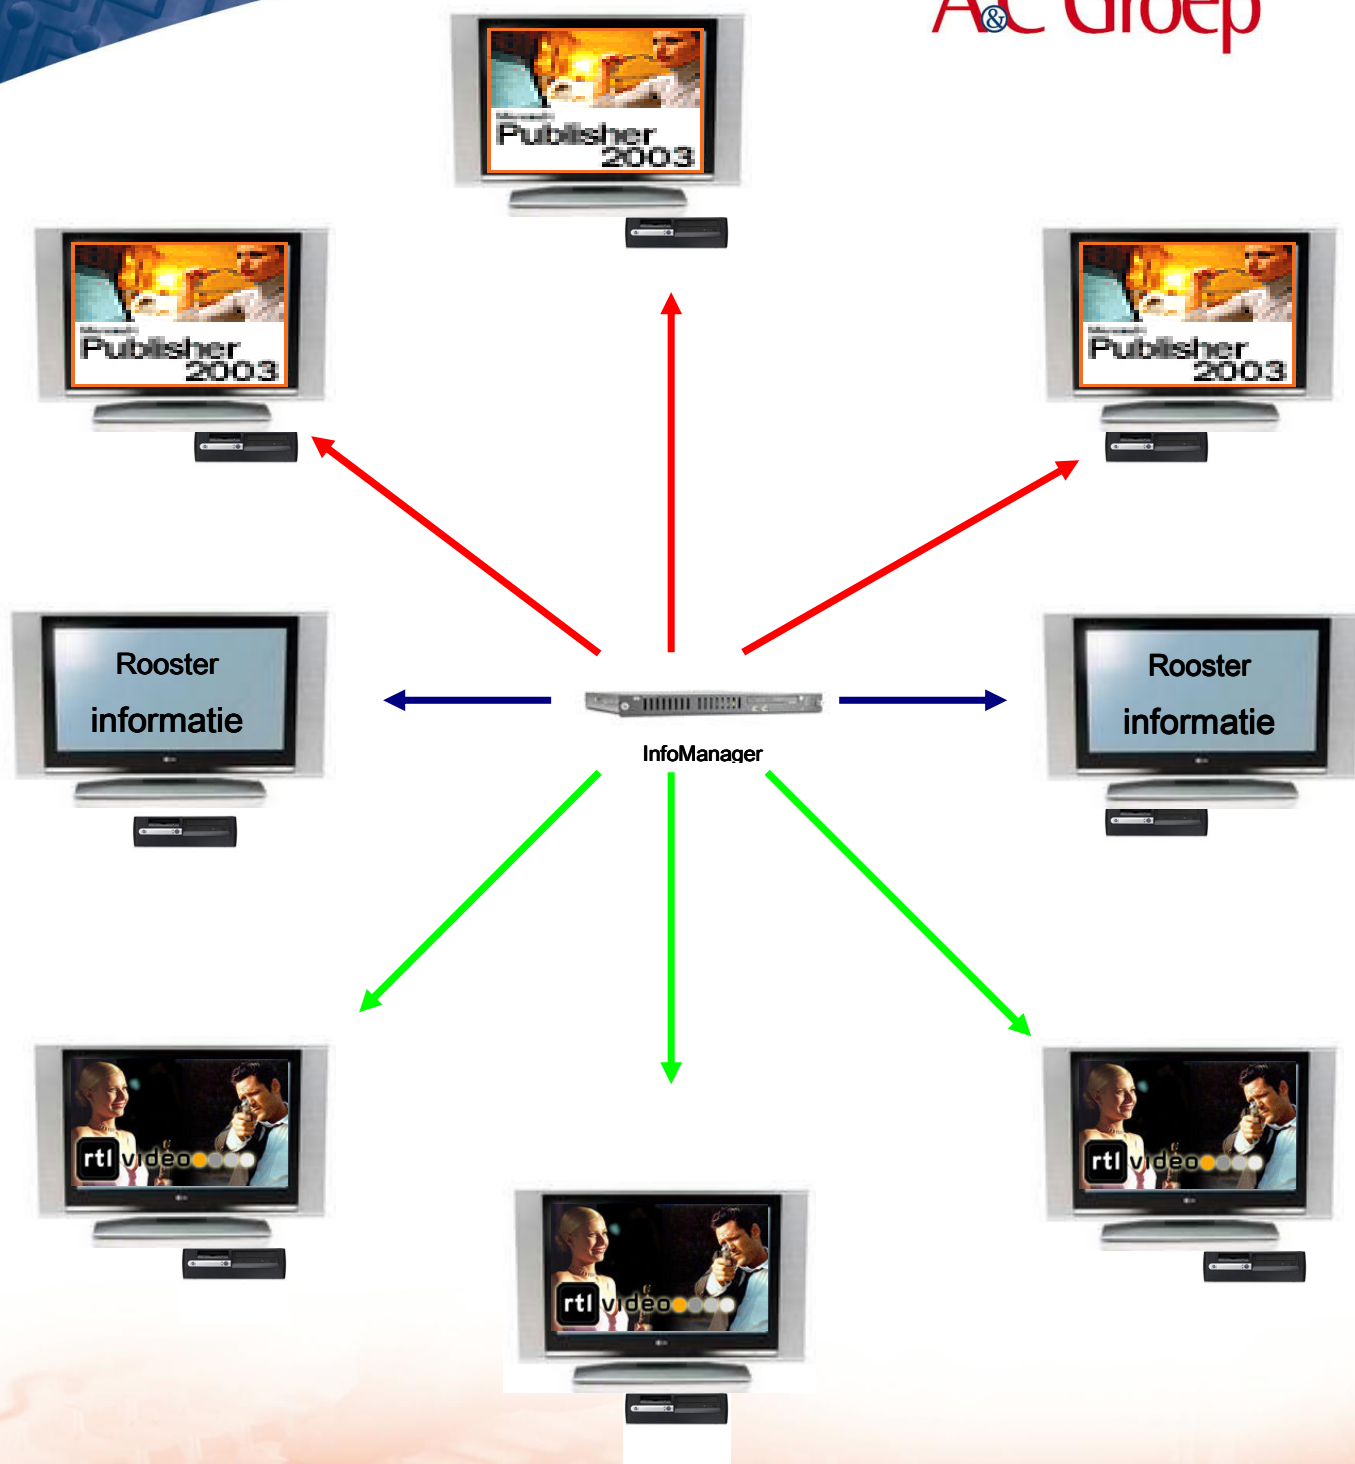 A&C Groep
Publisher
2003
Publisher
2003
Publisher
2003
Rooster
informatie
Rooster
informatie
InfoManager
rtl video
rtl video
rtl video